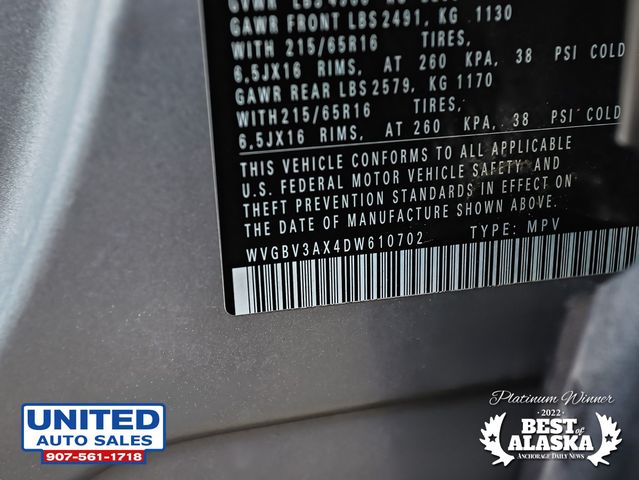 GAWR FRONT LBS 2491, KG 1130
WITH 215/65R16 TIRES,
6,5JX16 RIMS, AT 260 KPA, 38 PSI COLD
GAWR REAR LBS 2579, KG 1170
WITH 215/65R16 TIRES,
6,5JX16 RIMS, AT 260 KPA, 38 PSI COLD
THIS VEHICLE CONFORMS TO ALL APPLICABLE
U.S. FEDERAL MOTOR VEHICLE SAFETY AND
THEFT PREVENTION STANDARDS IN EFFECT ON
THE DATE OF MANUFACTURE SHOWN ABOVE.
WVGBV3AX4DW610702 TYPE: MPV
UNITED
AUTO SALES
907-561-1718
Platinum Winner
-2022-
BEST of
ALASKA
ANCHORAGE DAILY NEWS